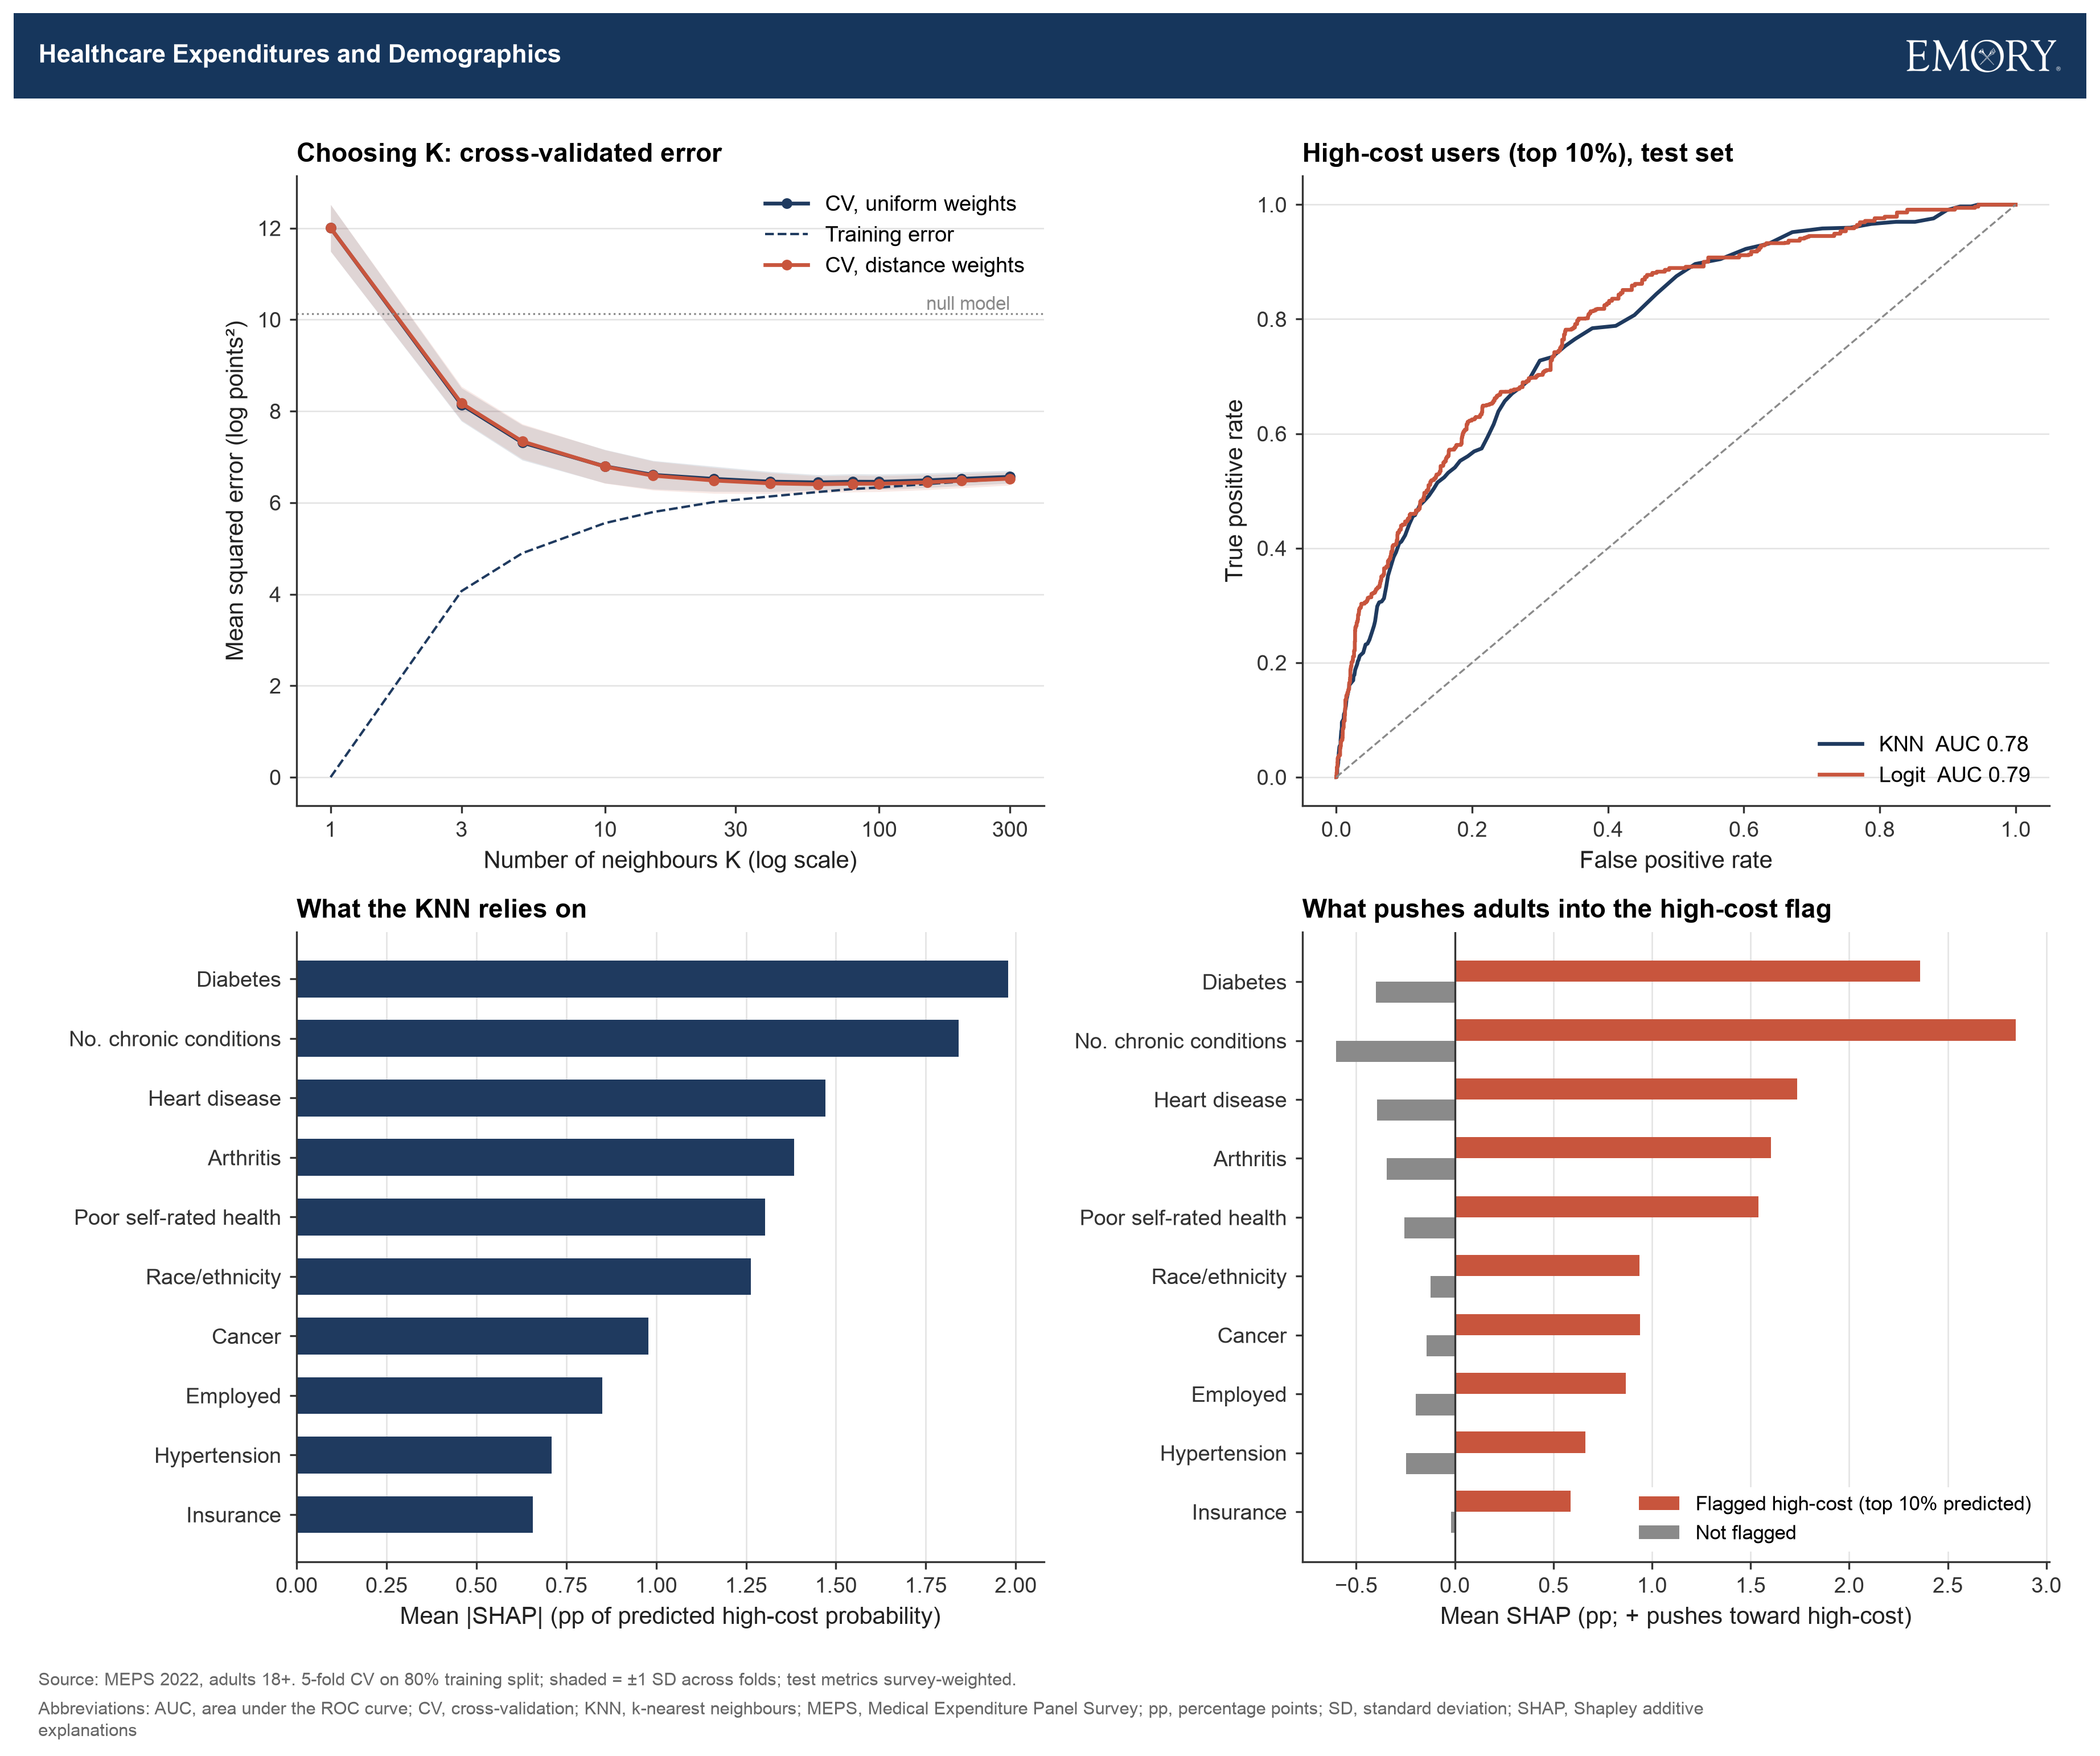 Healthcare Expenditures and Demographics
EMORY®
Choosing K: cross-validated error
CV, uniform weights
Training error
CV, distance weights
null model
Mean squared error (log points²)
12
10
8
6
4
2
0
1 3 10 30 100 300
Number of neighbours K (log scale)
High-cost users (top 10%), test set
True positive rate
1.0
0.8
0.6
0.4
0.2
0.0
KNN AUC 0.78
Logit AUC 0.79
0.0 0.2 0.4 0.6 0.8 1.0
False positive rate
What the KNN relies on
Diabetes
No. chronic conditions
Heart disease
Arthritis
Poor self-rated health
Race/ethnicity
Cancer
Employed
Hypertension
Insurance
0.00 0.25 0.50 0.75 1.00 1.25 1.50 1.75 2.00
Mean |SHAP| (pp of predicted high-cost probability)
What pushes adults into the high-cost flag
Diabetes
No. chronic conditions
Heart disease
Arthritis
Poor self-rated health
Race/ethnicity
Cancer
Employed
Hypertension
Insurance
Flagged high-cost (top 10% predicted)
Not flagged
−0.5 0.0 0.5 1.0 1.5 2.0 2.5 3.0
Mean SHAP (pp; + pushes toward high-cost)
Source: MEPS 2022, adults 18+. 5-fold CV on 80% training split; shaded = ±1 SD across folds; test metrics survey-weighted.
Abbreviations: AUC, area under the ROC curve; CV, cross-validation; KNN, k-nearest neighbours; MEPS, Medical Expenditure Panel Survey; pp, percentage points; SD, standard deviation; SHAP, Shapley additive
explanations